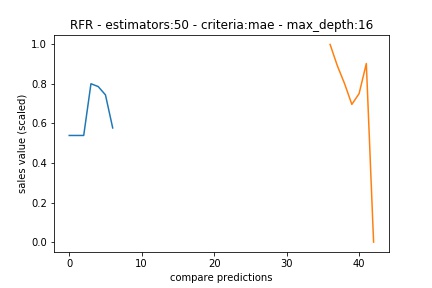 RFR - estimators:50 - criteria:mae - max_depth:16
1.0
0.8
0.6
0.4
0.2
0.0
sales value (scaled)
0 10 20 30 40
compare predictions